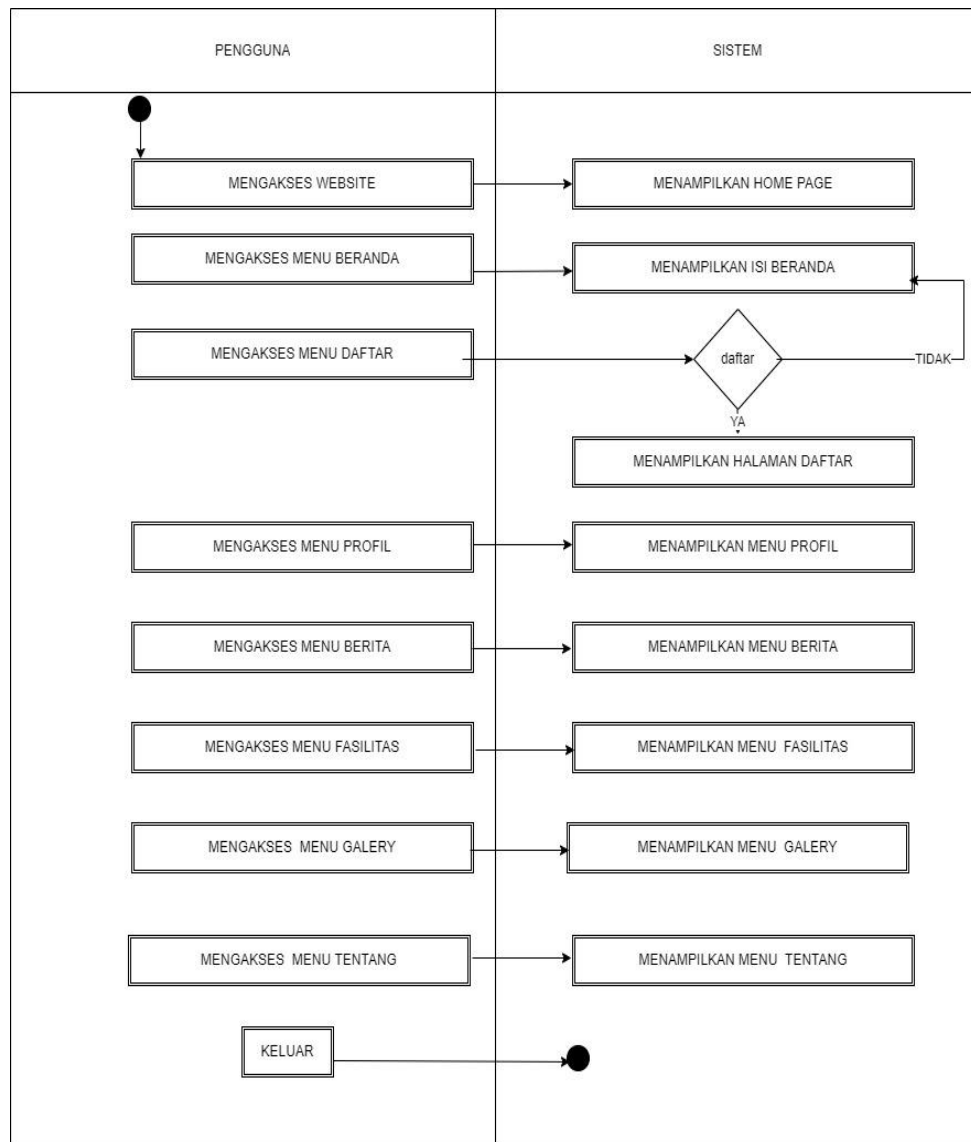 PENGGUNA
SISTEM
MENGAKSES WEBSITE
MENAMPILKAN HOME PAGE
MENGAKSES MENU BERANDA
MENAMPILKAN ISI BERANDA
MENGAKSES MENU DAFTAR
daftar
TIDAK
YA
MENAMPILKAN HALAMAN DAFTAR
MENGAKSES MENU PROFIL
MENAMPILKAN MENU PROFIL
MENGAKSES MENU BERITA
MENAMPILKAN MENU BERITA
MENGAKSES MENU FASILITAS
MENAMPILKAN MENU FASILITAS
MENGAKSES MENU GALERY
MENAMPILKAN MENU GALERY
MENGAKSES MENU TENTANG
MENAMPILKAN MENU TENTANG
KELUAR